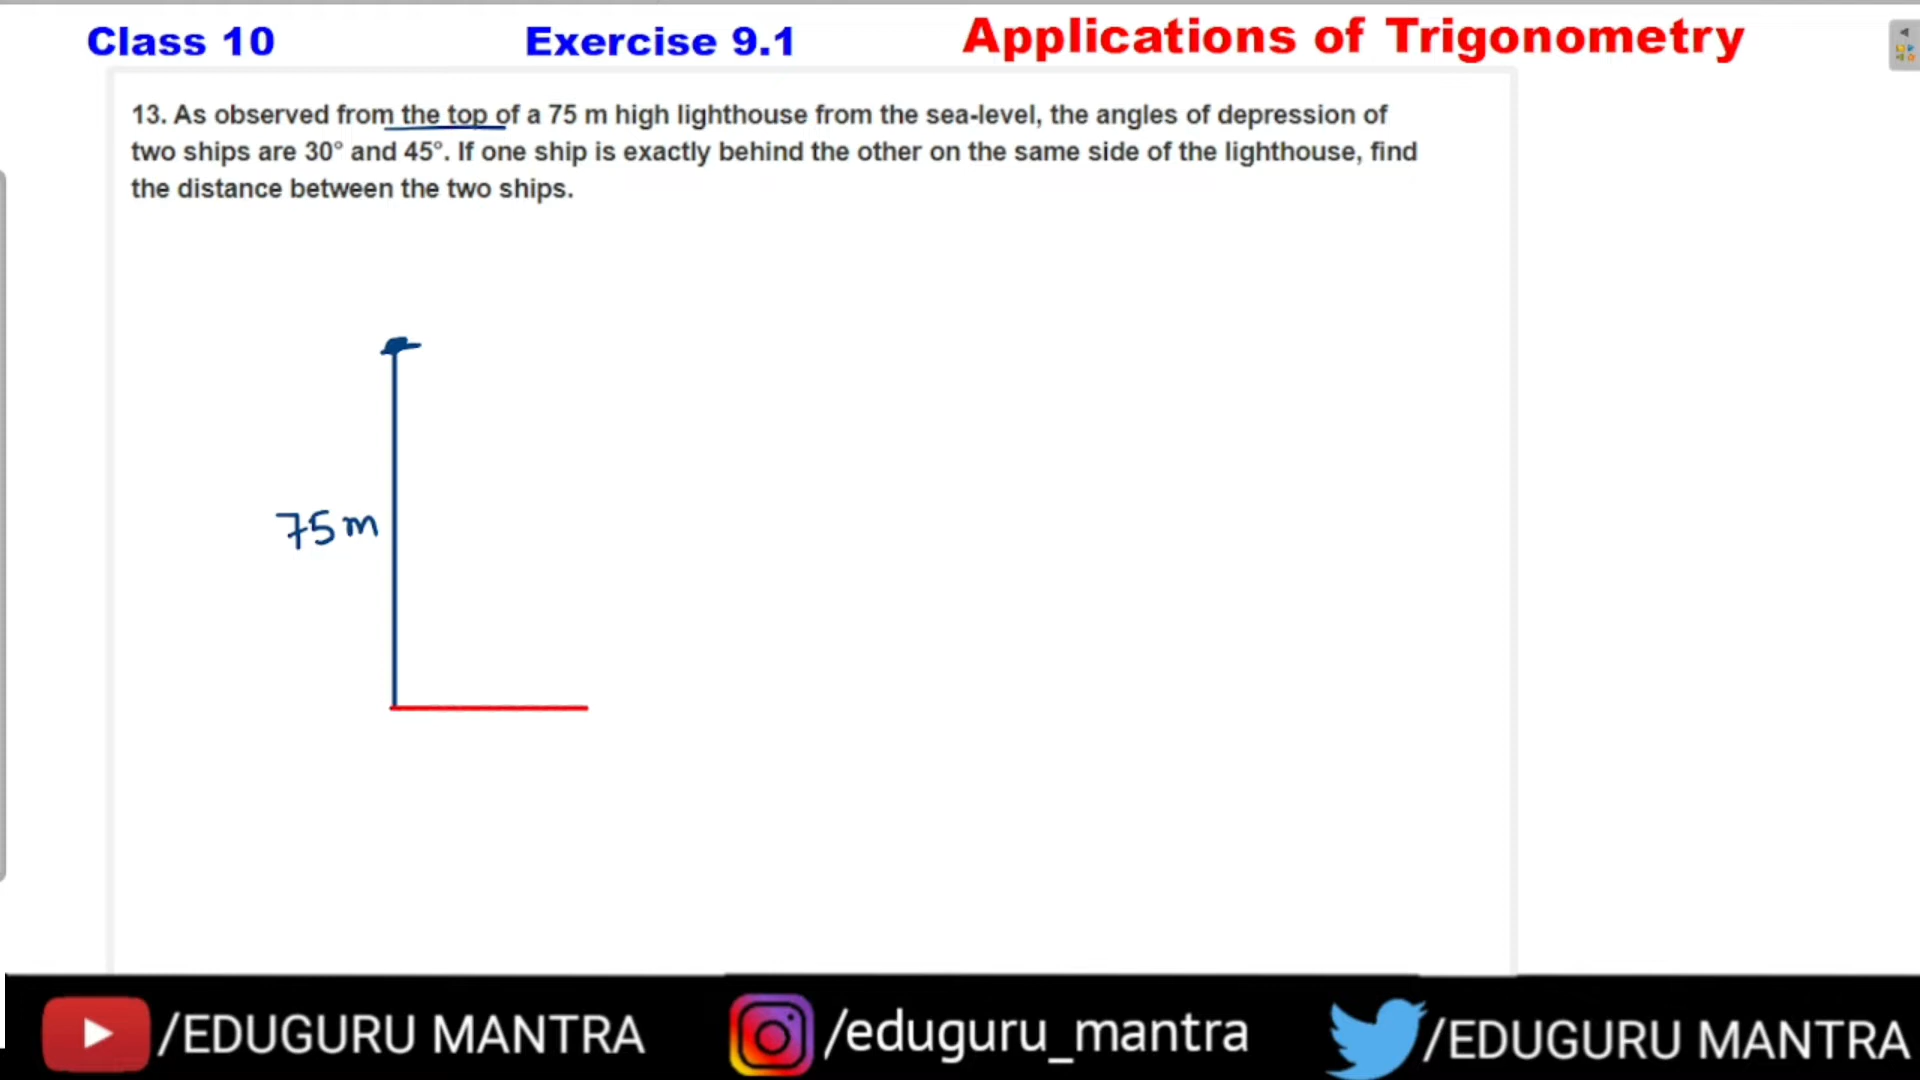 Class 10 Exercise 9.1 Applications of Trigonometry
13. As observed from the top of a 75 m high lighthouse from the sea-level, the angles of depression of
two ships are 30° and 45°. If one ship is exactly behind the other on the same side of the lighthouse, find
the distance between the two ships.
75 m
/EDUGURU MANTRA /eduguru_mantra /EDUGURU MANTRA